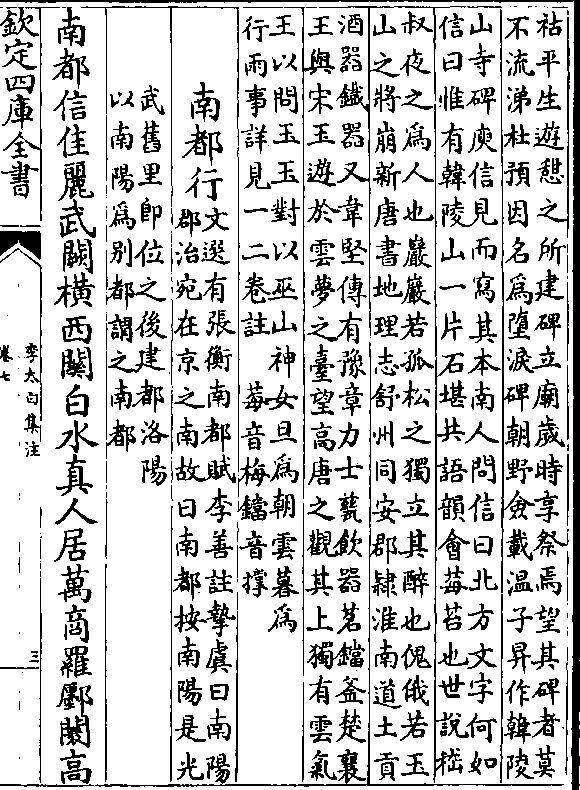 祜平生遊憩之所建碑立廟歲時享祭焉望其碑者莫
不流涕杜預因名為墮淚碑朝野僉載温子昇作韓陵
山寺碑庾信見而寫其本南人問信曰北方文字何如
信曰惟有韓陵山一片石堪共語韻會莓苔也世說嵇
叔夜之為人也巖巖若孤松之獨立其醉也傀俄若玉
山之將崩新唐書地理志舒州同安郡隸淮南道土貢
酒器鐵器又韋堅傳有豫章力士甆飲器茗鐺釡楚襄
王與宋玉遊於雲夢之臺望高唐之觀其上獨有雲氣
王以問玉玉對以巫山神女旦為朝雲暮為
行雨事詳見一二卷註 莓音梅鐺音撑
南都行
文選有張衡南都賦李善註摯虞曰南陽
郡治宛在京之南故曰南都按南陽是光
武舊里即位之後建都洛陽
以南陽為别都謂之南都
南都信佳麗武闕横西關白水真人居萬商羅鄽闤高
欽定四庫全書
李太白集注
卷七
三